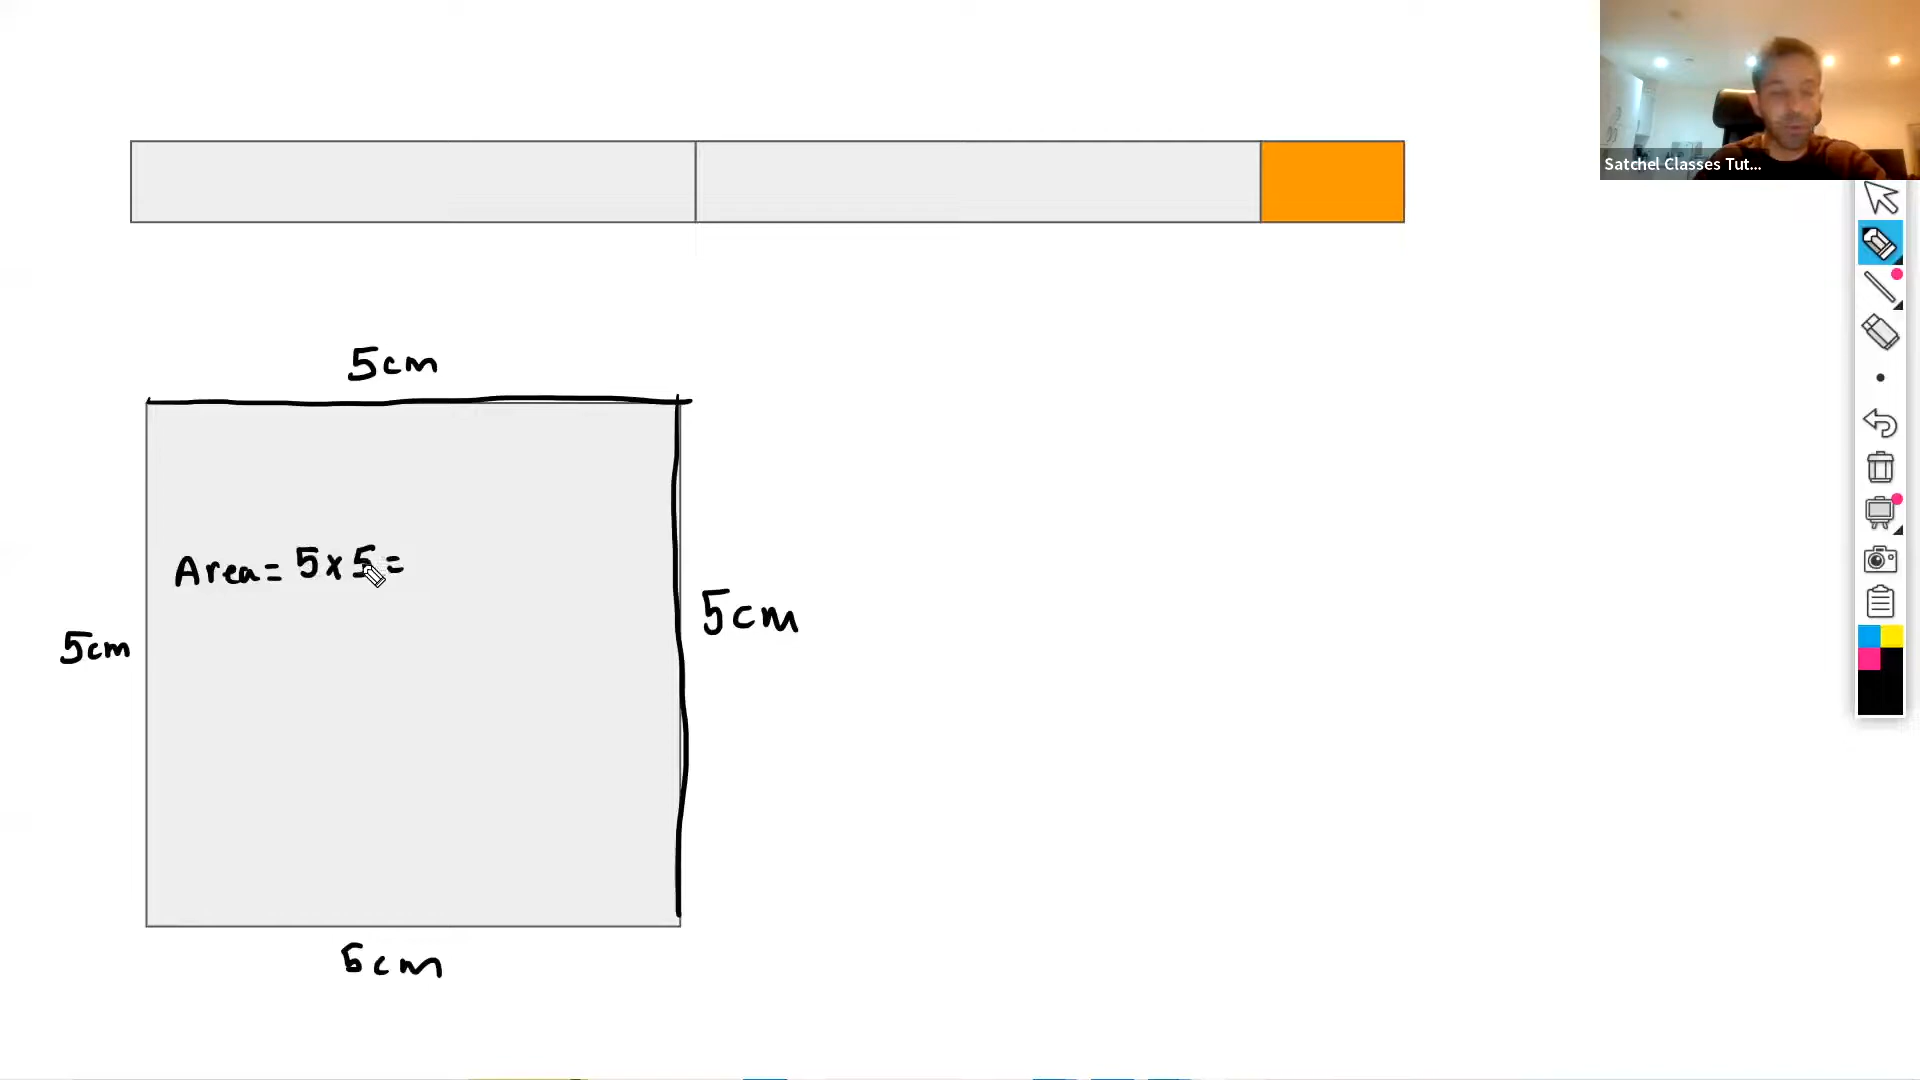 Satchel Classes Tut...
5cm
Area = 5 x 5 =
5cm
5cm
5cm